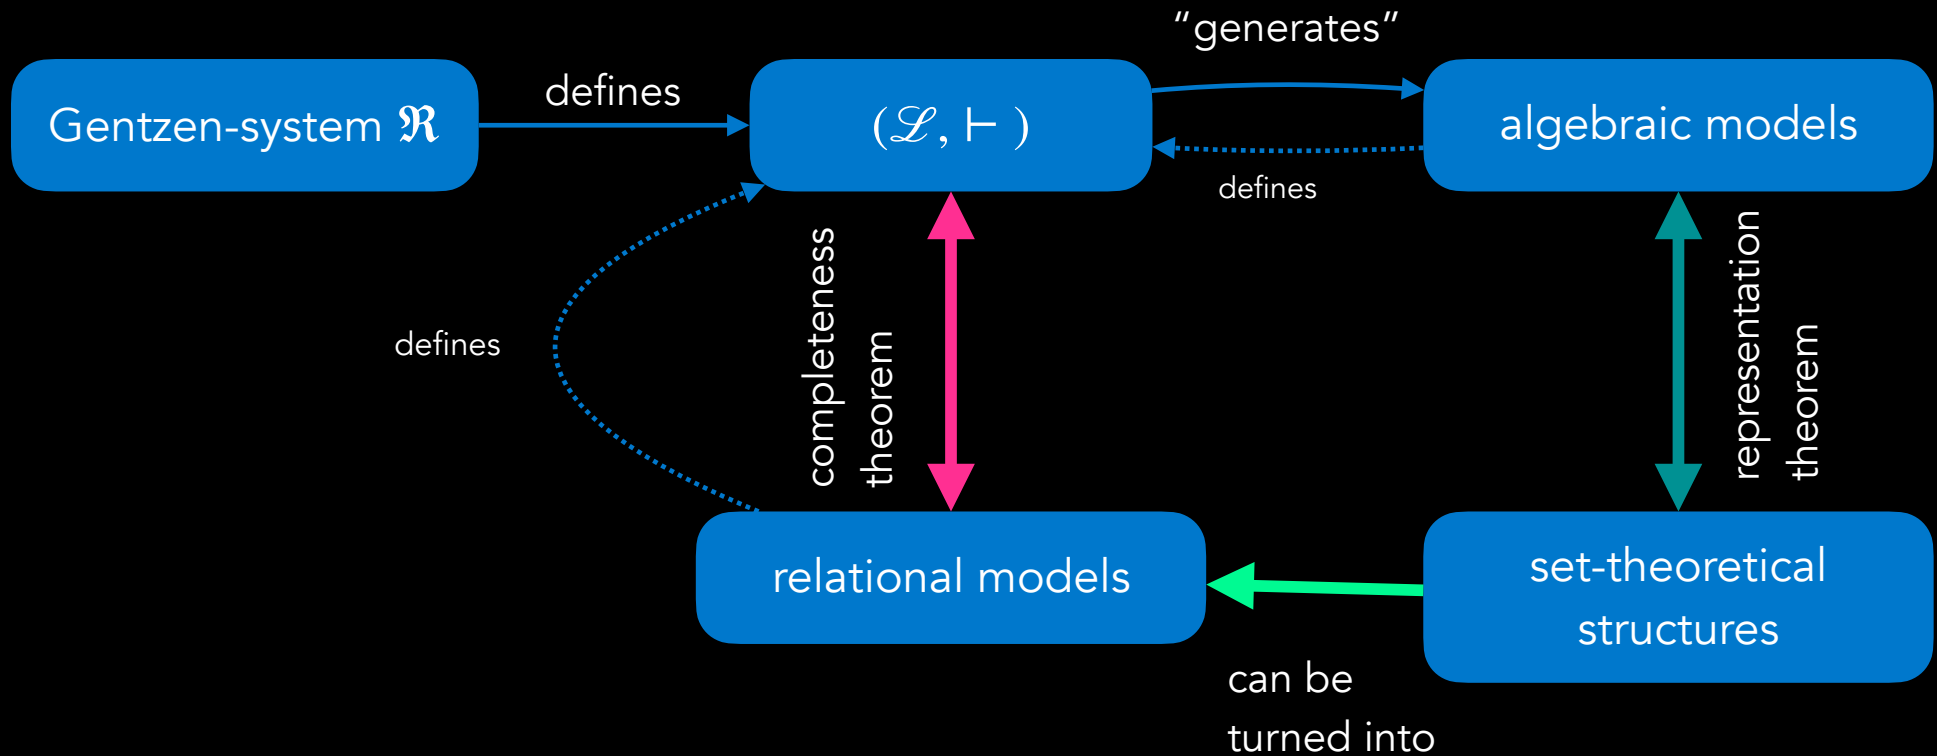 “generates”
Gentzen-system ℜ
defines
(ℒ, ⊢ )
algebraic models
defines
completeness
theorem
representation
theorem
defines
relational models
set-theoretical
structures
can be
turned into